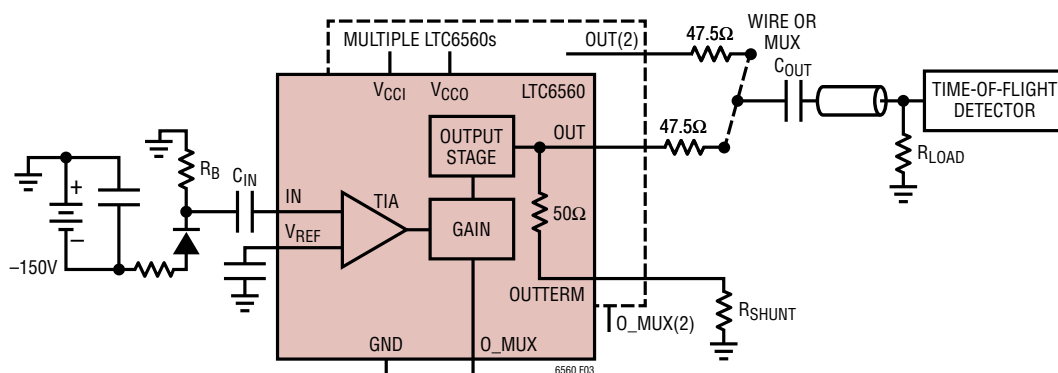 MULTIPLE LTC6560s
OUT(2)
47.5Ω
WIRE OR
MUX
C_OUT
TIME-OF-FLIGHT
DETECTOR
R_LOAD
V_CCI
V_CCO
LTC6560
OUTPUT
STAGE
OUT
47.5Ω
R_B
C_IN
IN
TIA
GAIN
50Ω
V_REF
+
–
–150V
OUTTERM
R_SHUNT
O_MUX(2)
GND
O_MUX
6560 F03